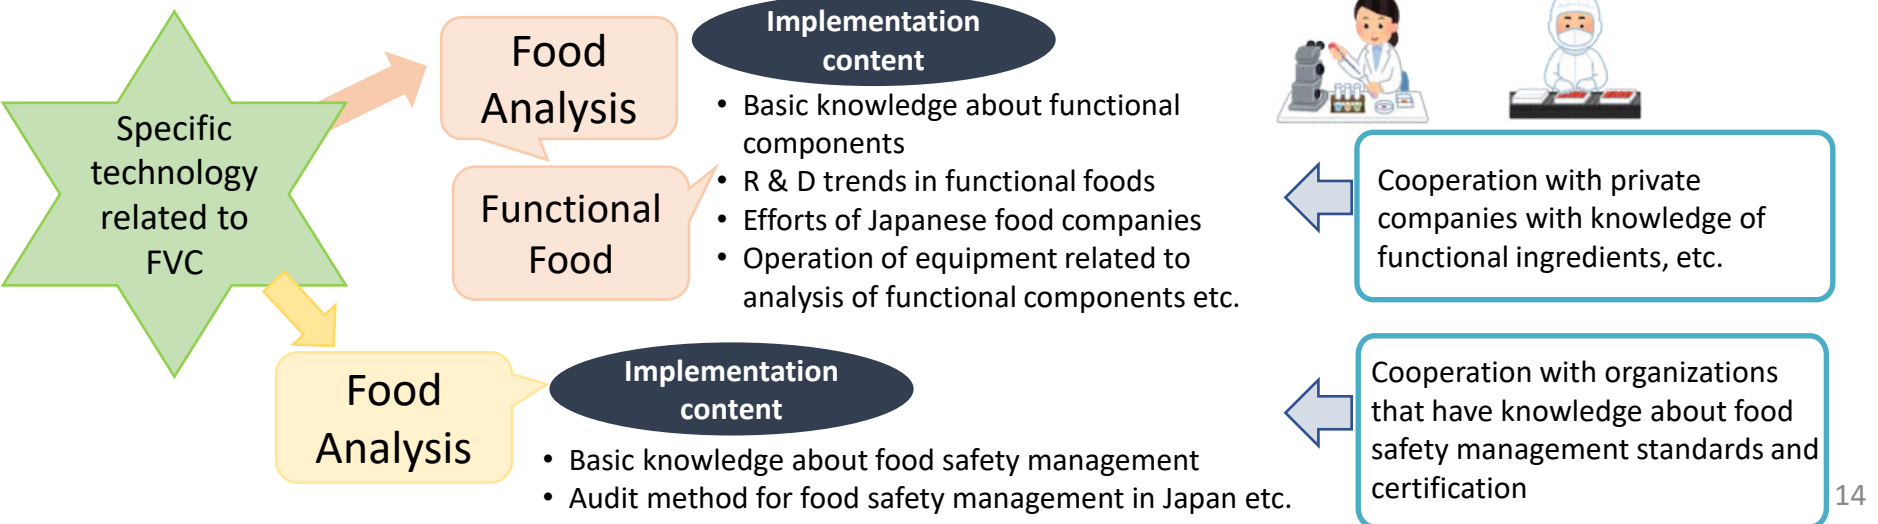 Specific
technology
related to
FVC
Food
Analysis
Functional
Food
Implementation
content
• Basic knowledge about functional
components
• R & D trends in functional foods
• Efforts of Japanese food companies
• Operation of equipment related to
analysis of functional components etc.
Cooperation with private
companies with knowledge of
functional ingredients, etc.
Food
Analysis
Implementation
content
• Basic knowledge about food safety management
• Audit method for food safety management in Japan etc.
Cooperation with organizations
that have knowledge about food
safety management standards and
certification
14